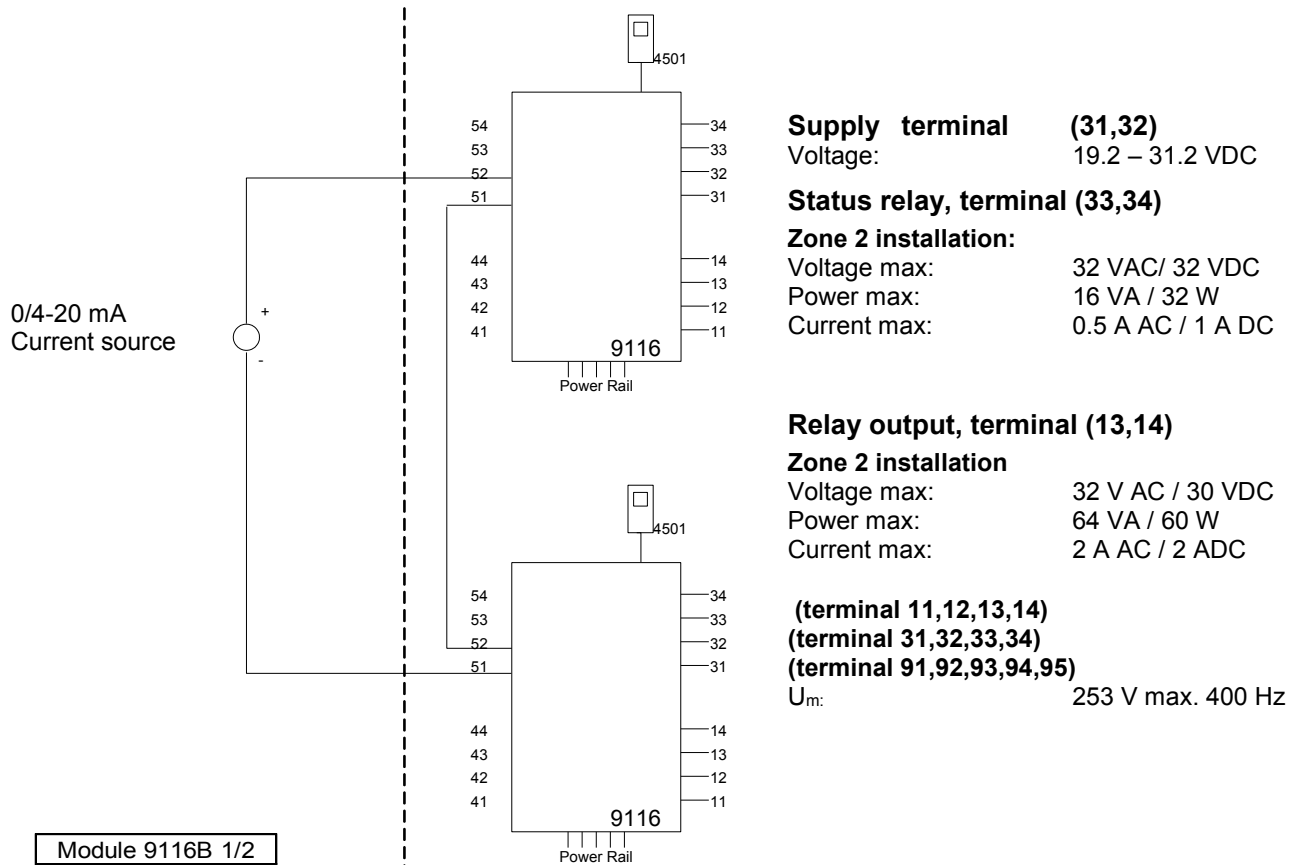 4501
54
53
52
51
44
43
42
41
34
33
32
31
14
13
12
11
9116
Power Rail
0/4-20 mA
Current source
+
-
4501
54
53
52
51
44
43
42
41
34
33
32
31
14
13
12
11
9116
Power Rail
Module 9116B 1/2
Supply terminal (31,32)
Voltage: 19.2 – 31.2 VDC
Status relay, terminal (33,34)
Zone 2 installation:
Voltage max: 32 VAC/ 32 VDC
Power max: 16 VA / 32 W
Current max: 0.5 A AC / 1 A DC
Relay output, terminal (13,14)
Zone 2 installation
Voltage max: 32 V AC / 30 VDC
Power max: 64 VA / 60 W
Current max: 2 A AC / 2 ADC
(terminal 11,12,13,14)
(terminal 31,32,33,34)
(terminal 91,92,93,94,95)
Um: 253 V max. 400 Hz